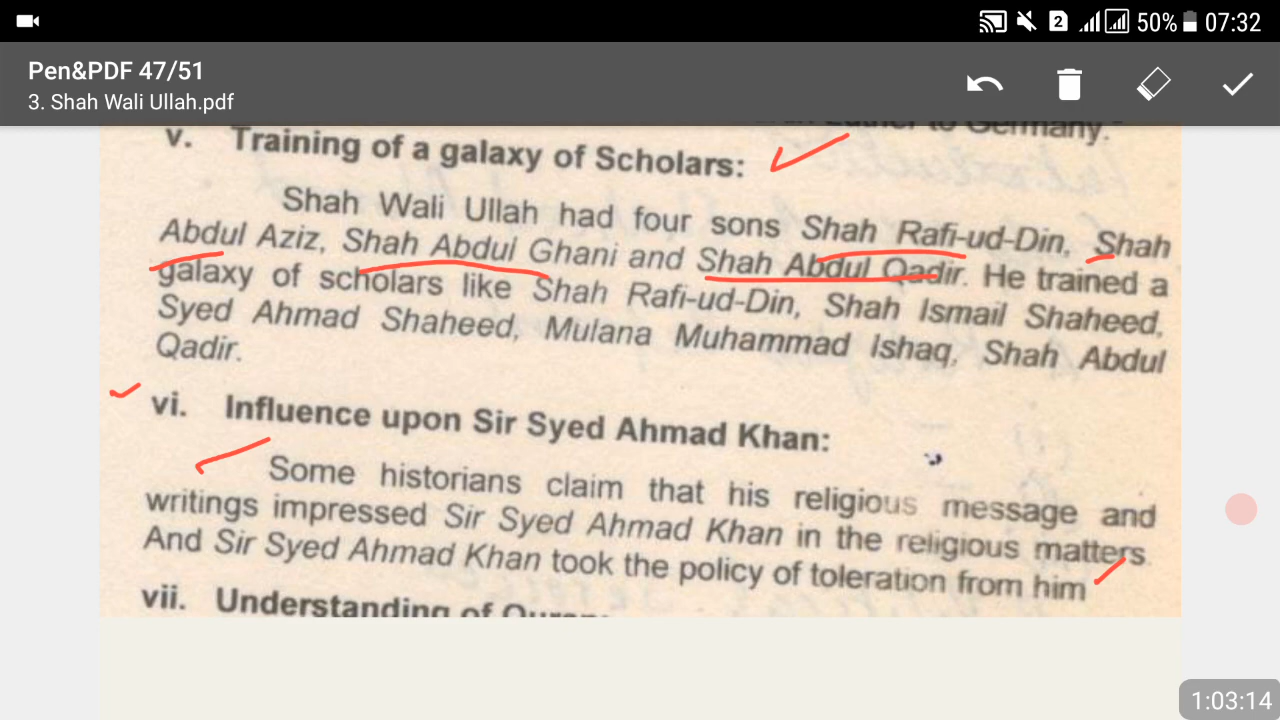 2 50% 07:32
Pen&PDF 47/51
3. Shah Wali Ullah.pdf
to Germany.
v. Training of a galaxy of Scholars:
Shah Wali Ullah had four sons Shah Rafi-ud-Din, Shah
Abdul Aziz, Shah Abdul Ghani and Shah Abdul Qadir. He trained a
galaxy of scholars like Shah Rafi-ud-Din, Shah Ismail Shaheed,
Syed Ahmad Shaheed, Mulana Muhammad Ishaq, Shah Abdul
Qadir.
vi. Influence upon Sir Syed Ahmad Khan:
Some historians claim that his religious message and
writings impressed Sir Syed Ahmad Khan in the religious matters.
And Sir Syed Ahmad Khan took the policy of toleration from him
vii. Understanding of
1:03:14